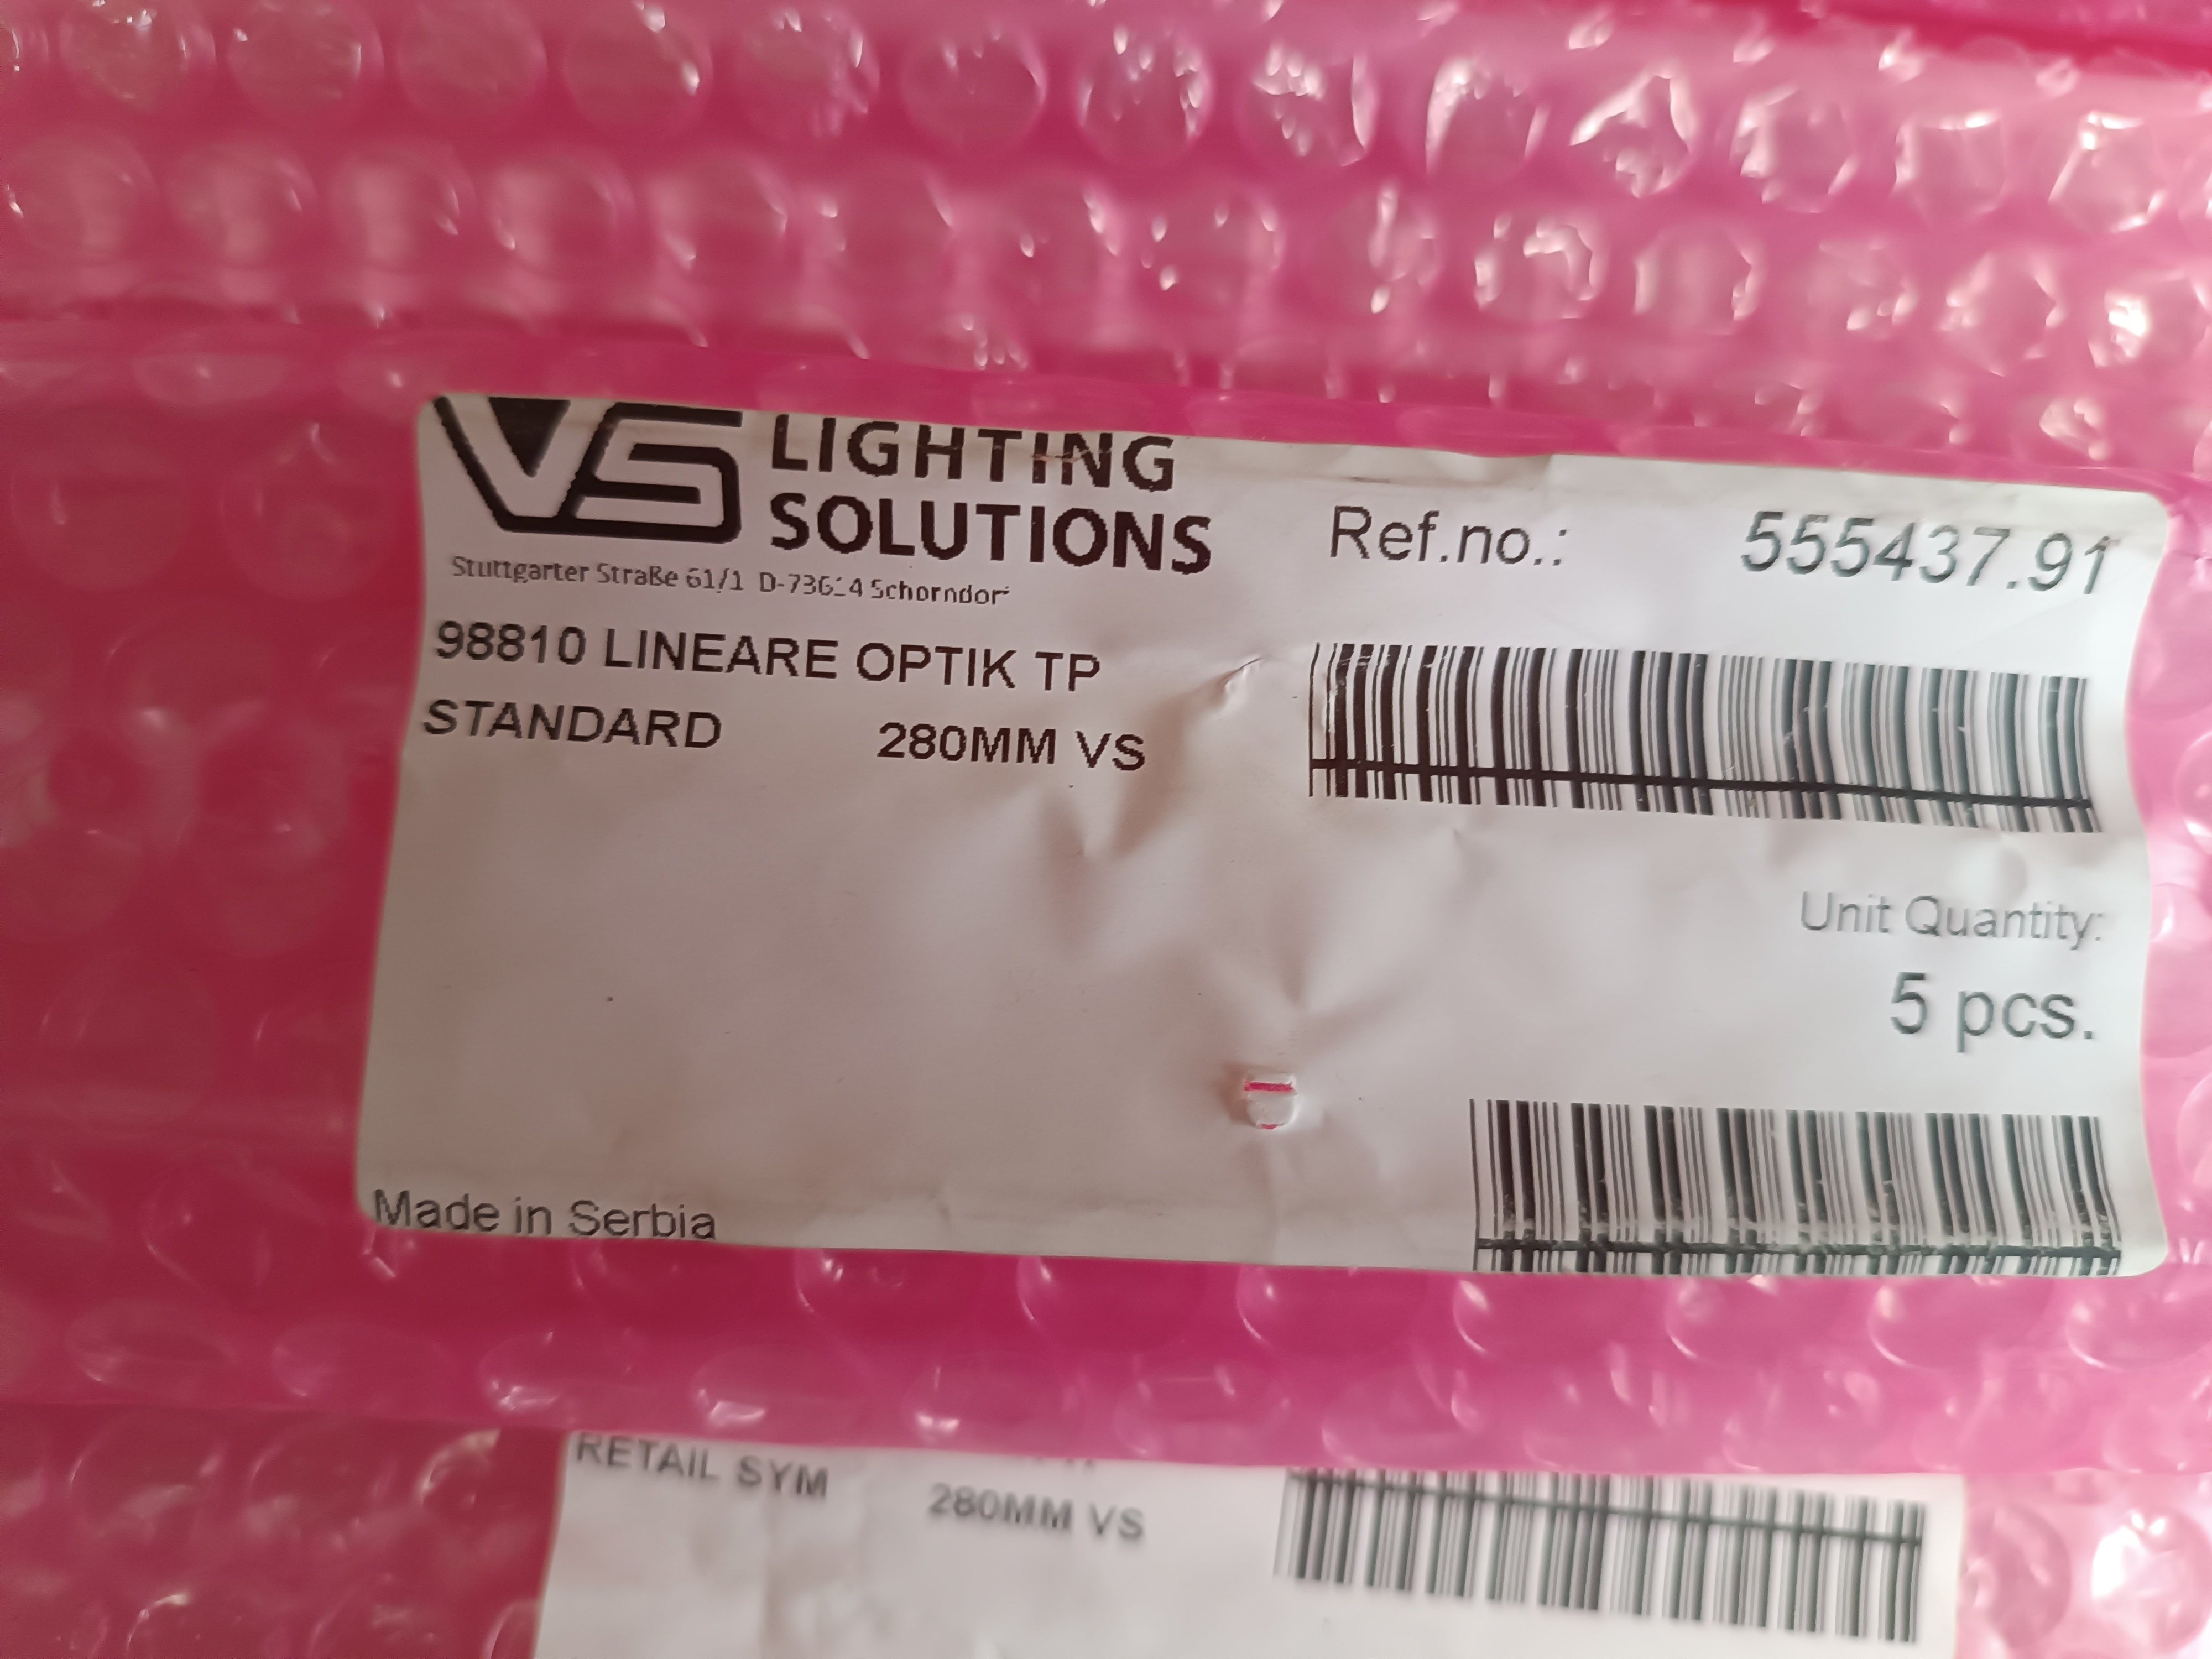 VS LIGHTING
SOLUTIONS
Stuttgarter Straße 61/1 D-73614 Schorndorf
98810 LINEARE OPTIK TP
STANDARD 280MM VS
Made in Serbia
Ref.no.: 555437.91
Unit Quantity:
5 pcs.
RETAIL SYM 280MM VS